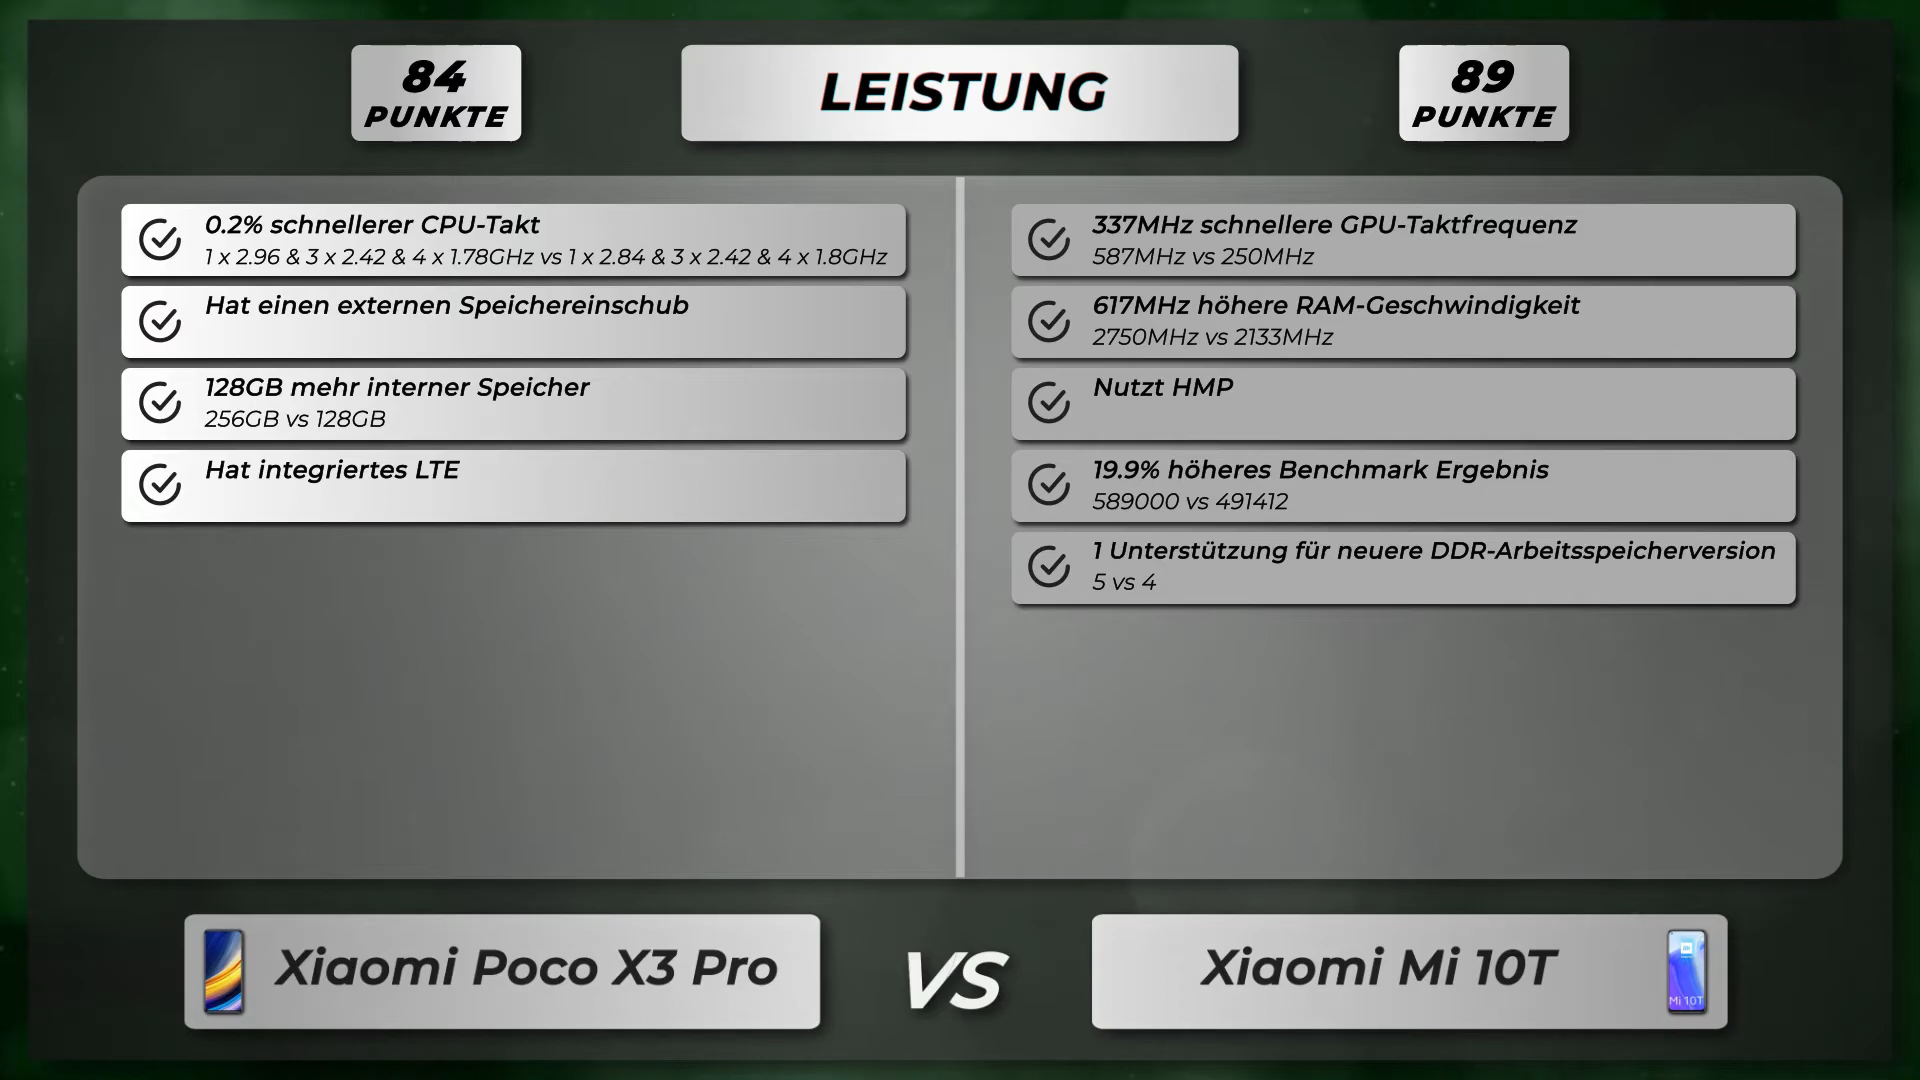 84
PUNKTE
LEISTUNG
89
PUNKTE
0.2% schnellerer CPU-Takt
1 x 2.96 & 3 x 2.42 & 4 x 1.78GHz vs 1 x 2.84 & 3 x 2.42 & 4 x 1.8GHz
Hat einen externen Speichereinschub
128GB mehr interner Speicher
256GB vs 128GB
Hat integriertes LTE
337MHz schnellere GPU-Taktfrequenz
587MHz vs 250MHz
617MHz höhere RAM-Geschwindigkeit
2750MHz vs 2133MHz
Nutzt HMP
19.9% höheres Benchmark Ergebnis
589000 vs 491412
1 Unterstützung für neuere DDR-Arbeitsspeicherversion
5 vs 4
Xiaomi Poco X3 Pro
VS
Xiaomi Mi 10T
Mi 10T